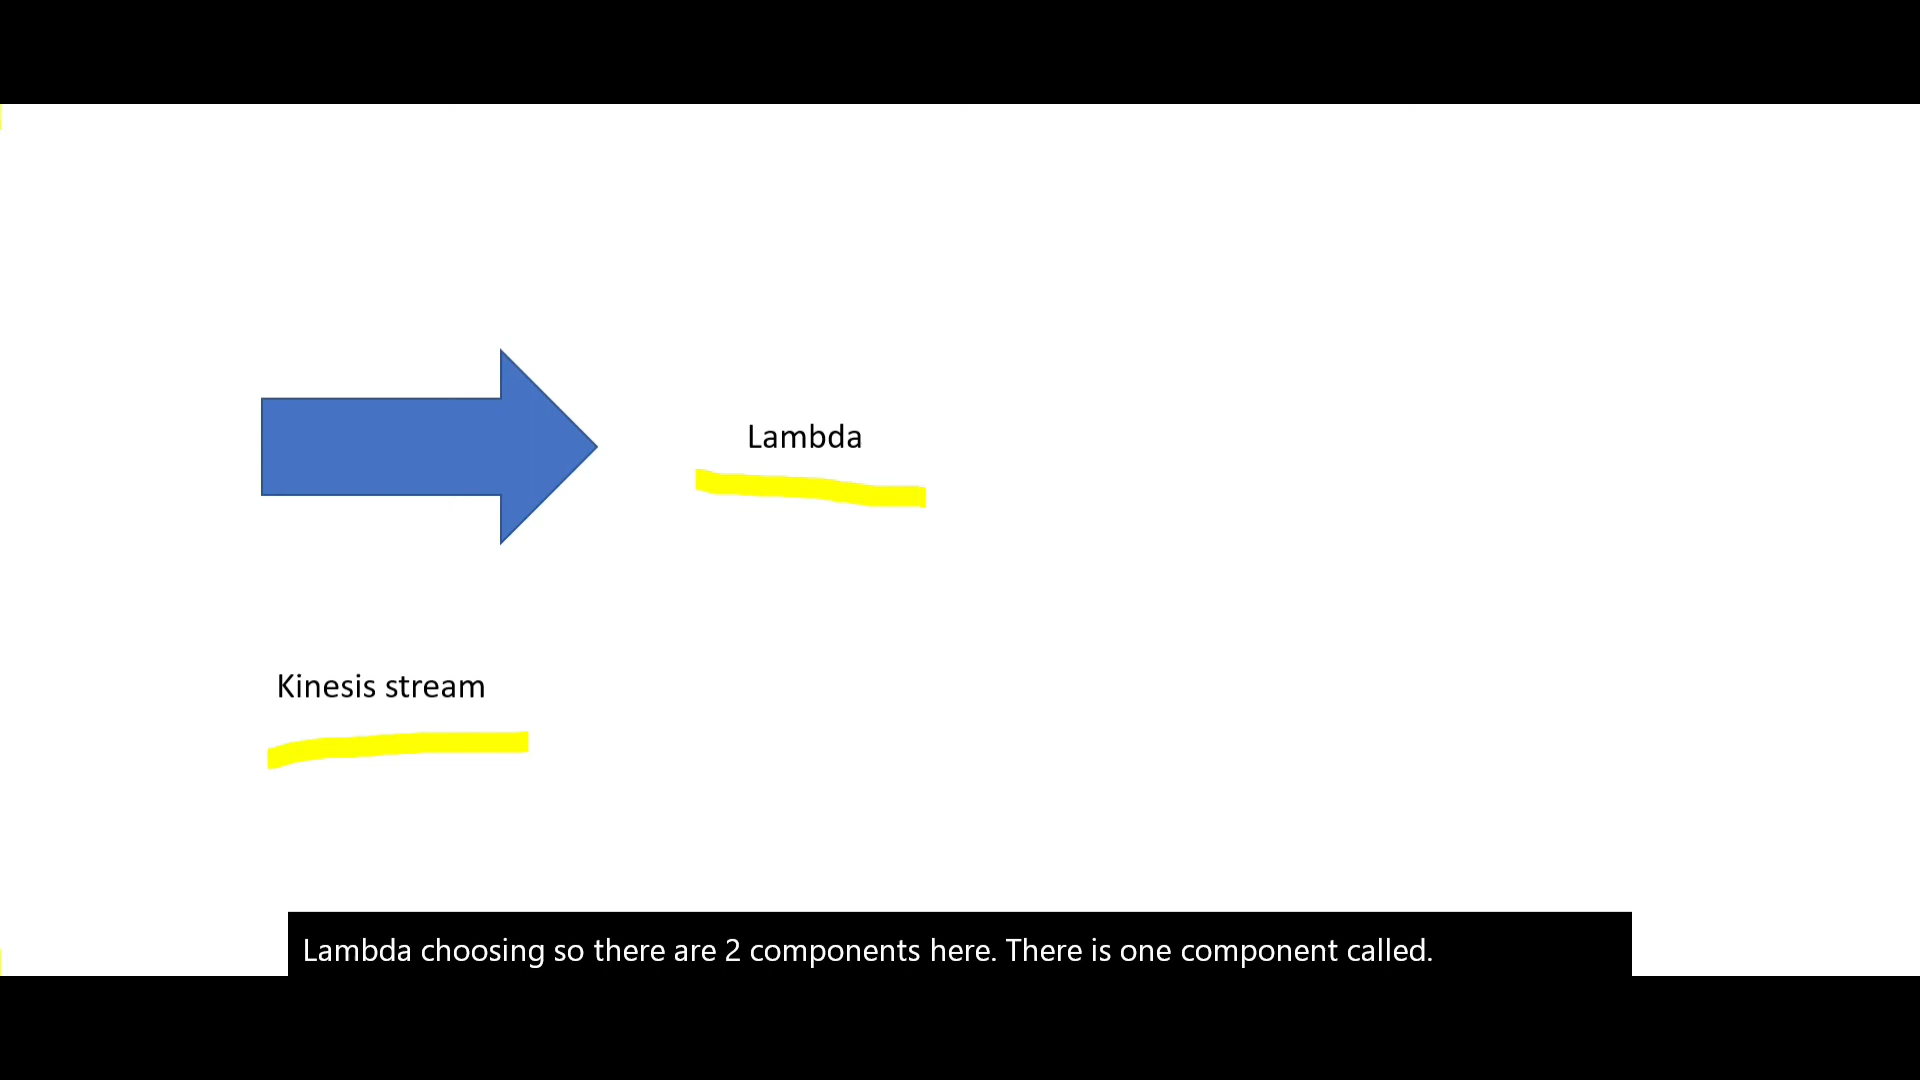 Lambda
Kinesis stream
Lambda choosing so there are 2 components here. There is one component called.